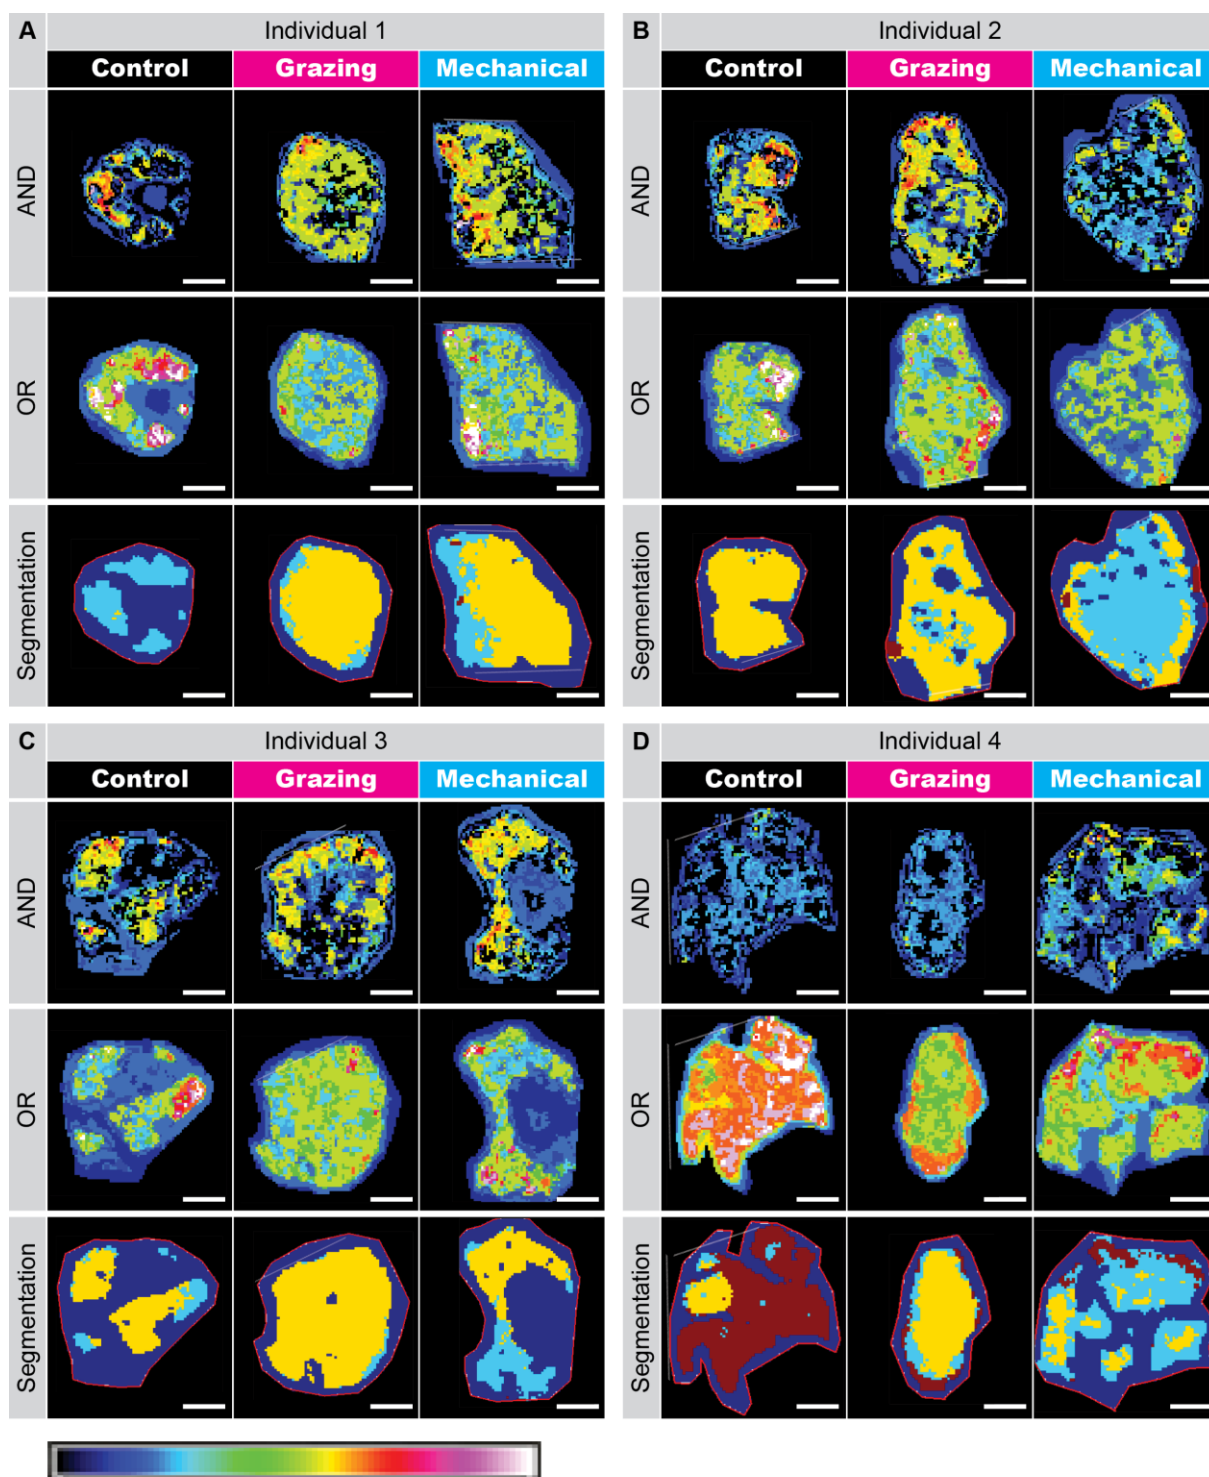 A Individual 1
Control Grazing Mechanical
AND
OR
Segmentation
B Individual 2
Control Grazing Mechanical
AND
OR
Segmentation
C Individual 3
Control Grazing Mechanical
AND
OR
Segmentation
D Individual 4
Control Grazing Mechanical
AND
OR
Segmentation